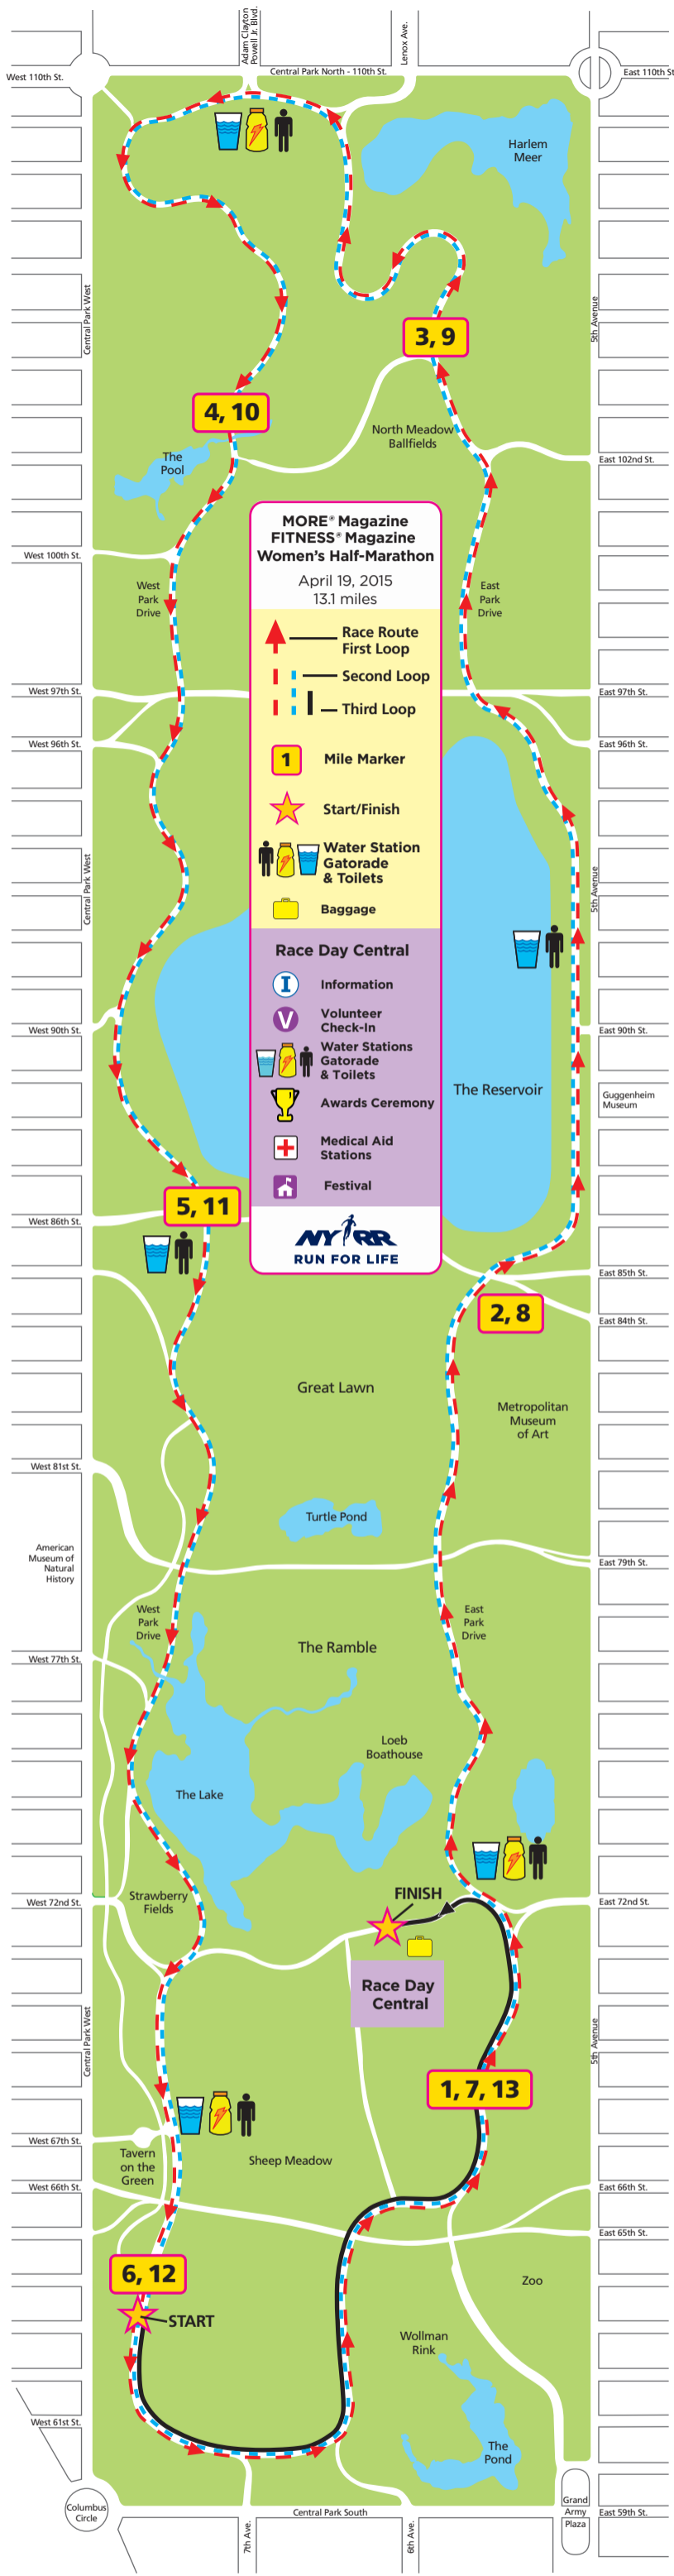 Adam Clayton
Powell Jr. Blvd.
Lenox Ave.
West 110th St.
Central Park North - 110th St.
East 110th St
Harlem
Meer
Central Park West
5th Avenue
3, 9
4, 10
North Meadow
Ballfields
The
Pool
East 102nd St.
MORE® Magazine
FITNESS® Magazine
Women's Half-Marathon
April 19, 2015
13.1 miles
West 100th St.
West
Park
Drive
East
Park
Drive
Race Route
First Loop
Second Loop
Third Loop
West 97th St.
East 97th St.
West 96th St.
East 96th St.
1
Mile Marker
Start/Finish
Water Station
Gatorade
& Toilets
Baggage
Central Park West
5th Avenue
Race Day Central
I
Information
V
Volunteer
Check-In
Water Stations
Gatorade
& Toilets
Awards Ceremony
Medical Aid
Stations
Festival
NYRR
RUN FOR LIFE
West 90th St.
East 90th St.
The Reservoir
Guggenheim
Museum
5, 11
West 86th St.
East 85th St.
2, 8
East 84th St.
Great Lawn
Metropolitan
Museum
of Art
West 81st St.
Turtle Pond
American
Museum of
Natural
History
East 79th St.
West
Park
Drive
East
Park
Drive
The Ramble
West 77th St.
Loeb
Boathouse
The Lake
Strawberry
Fields
FINISH
West 72nd St.
East 72nd St.
Race Day
Central
Central Park West
5th Avenue
1, 7, 13
West 67th St.
Tavern
on the
Green
Sheep Meadow
West 66th St.
East 66th St.
East 65th St.
6, 12
Zoo
START
Wollman
Rink
West 61st St.
The
Pond
Columbus
Circle
Central Park South
7th Ave.
6th Ave.
Grand
Army
Plaza
East 59th St.